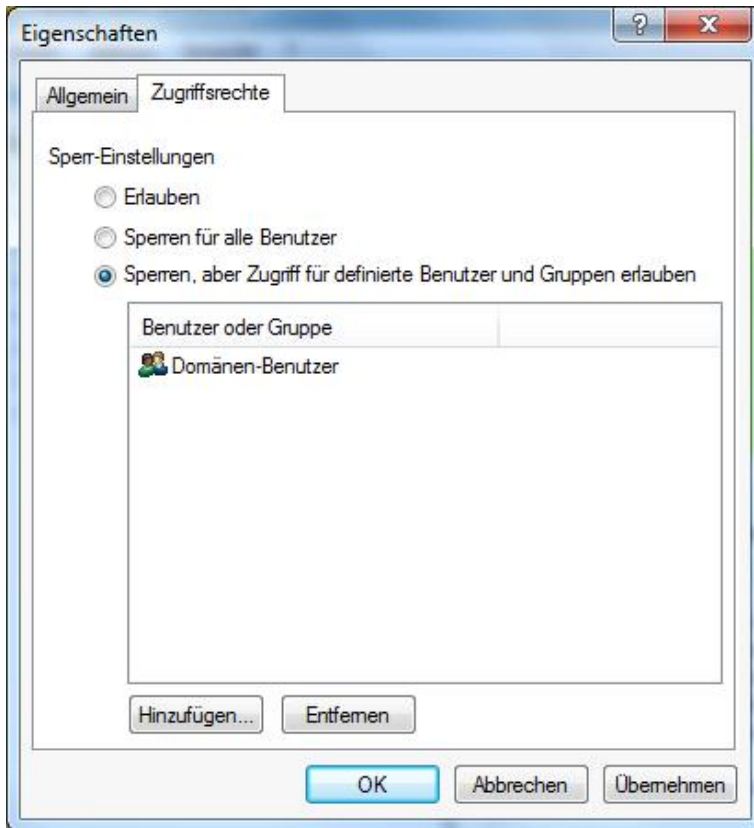 Eigenschaften
Allgemein
Zugriffsrechte
Sperr-Einstellungen
Erlauben
Sperren für alle Benutzer
Sperren, aber Zugriff für definierte Benutzer und Gruppen erlauben
Benutzer oder Gruppe
Domänen-Benutzer
Hinzufügen...
Entfernen
OK
Abbrechen
Übernehmen